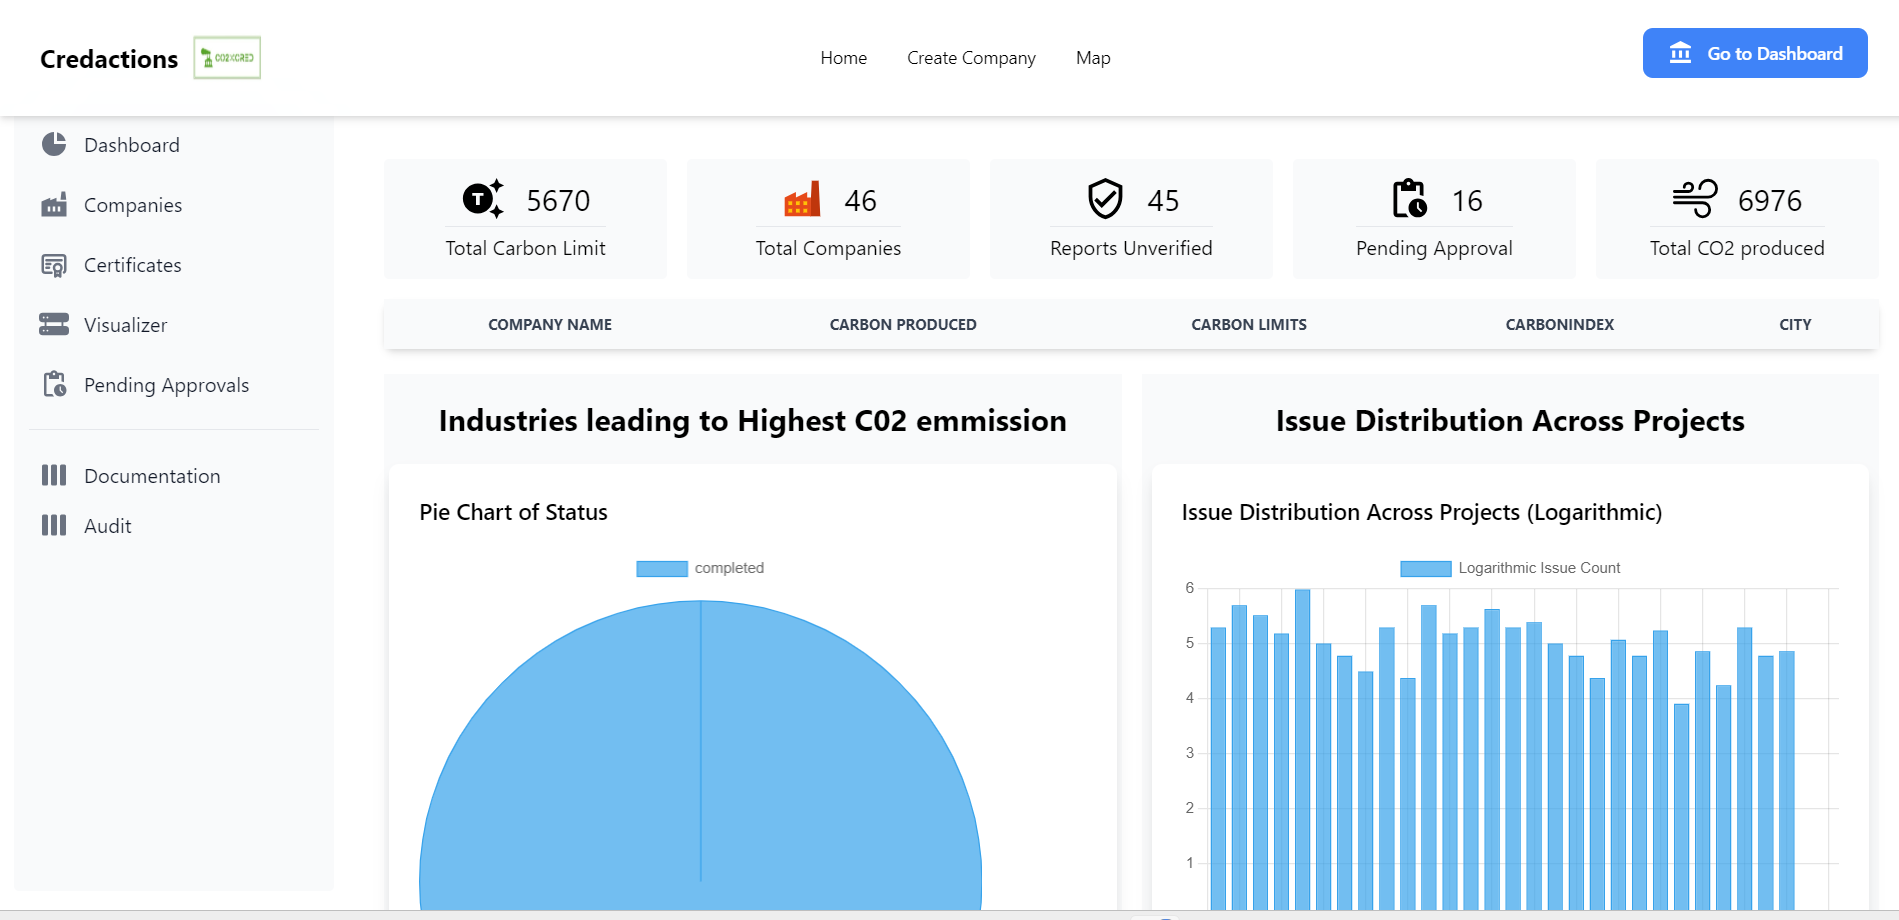 Credactions
CO2XCRED
Home Create Company Map
Go to Dashboard
Dashboard
Companies
Certificates
Visualizer
Pending Approvals
Documentation
Audit
T 5670
Total Carbon Limit
46
Total Companies
45
Reports Unverified
16
Pending Approval
6976
Total CO2 produced
COMPANY NAME CARBON PRODUCED CARBON LIMITS CARBONINDEX CITY
Industries leading to Highest C02 emmission
Pie Chart of Status
completed
Issue Distribution Across Projects
Issue Distribution Across Projects (Logarithmic)
Logarithmic Issue Count
6
5
4
3
2
1